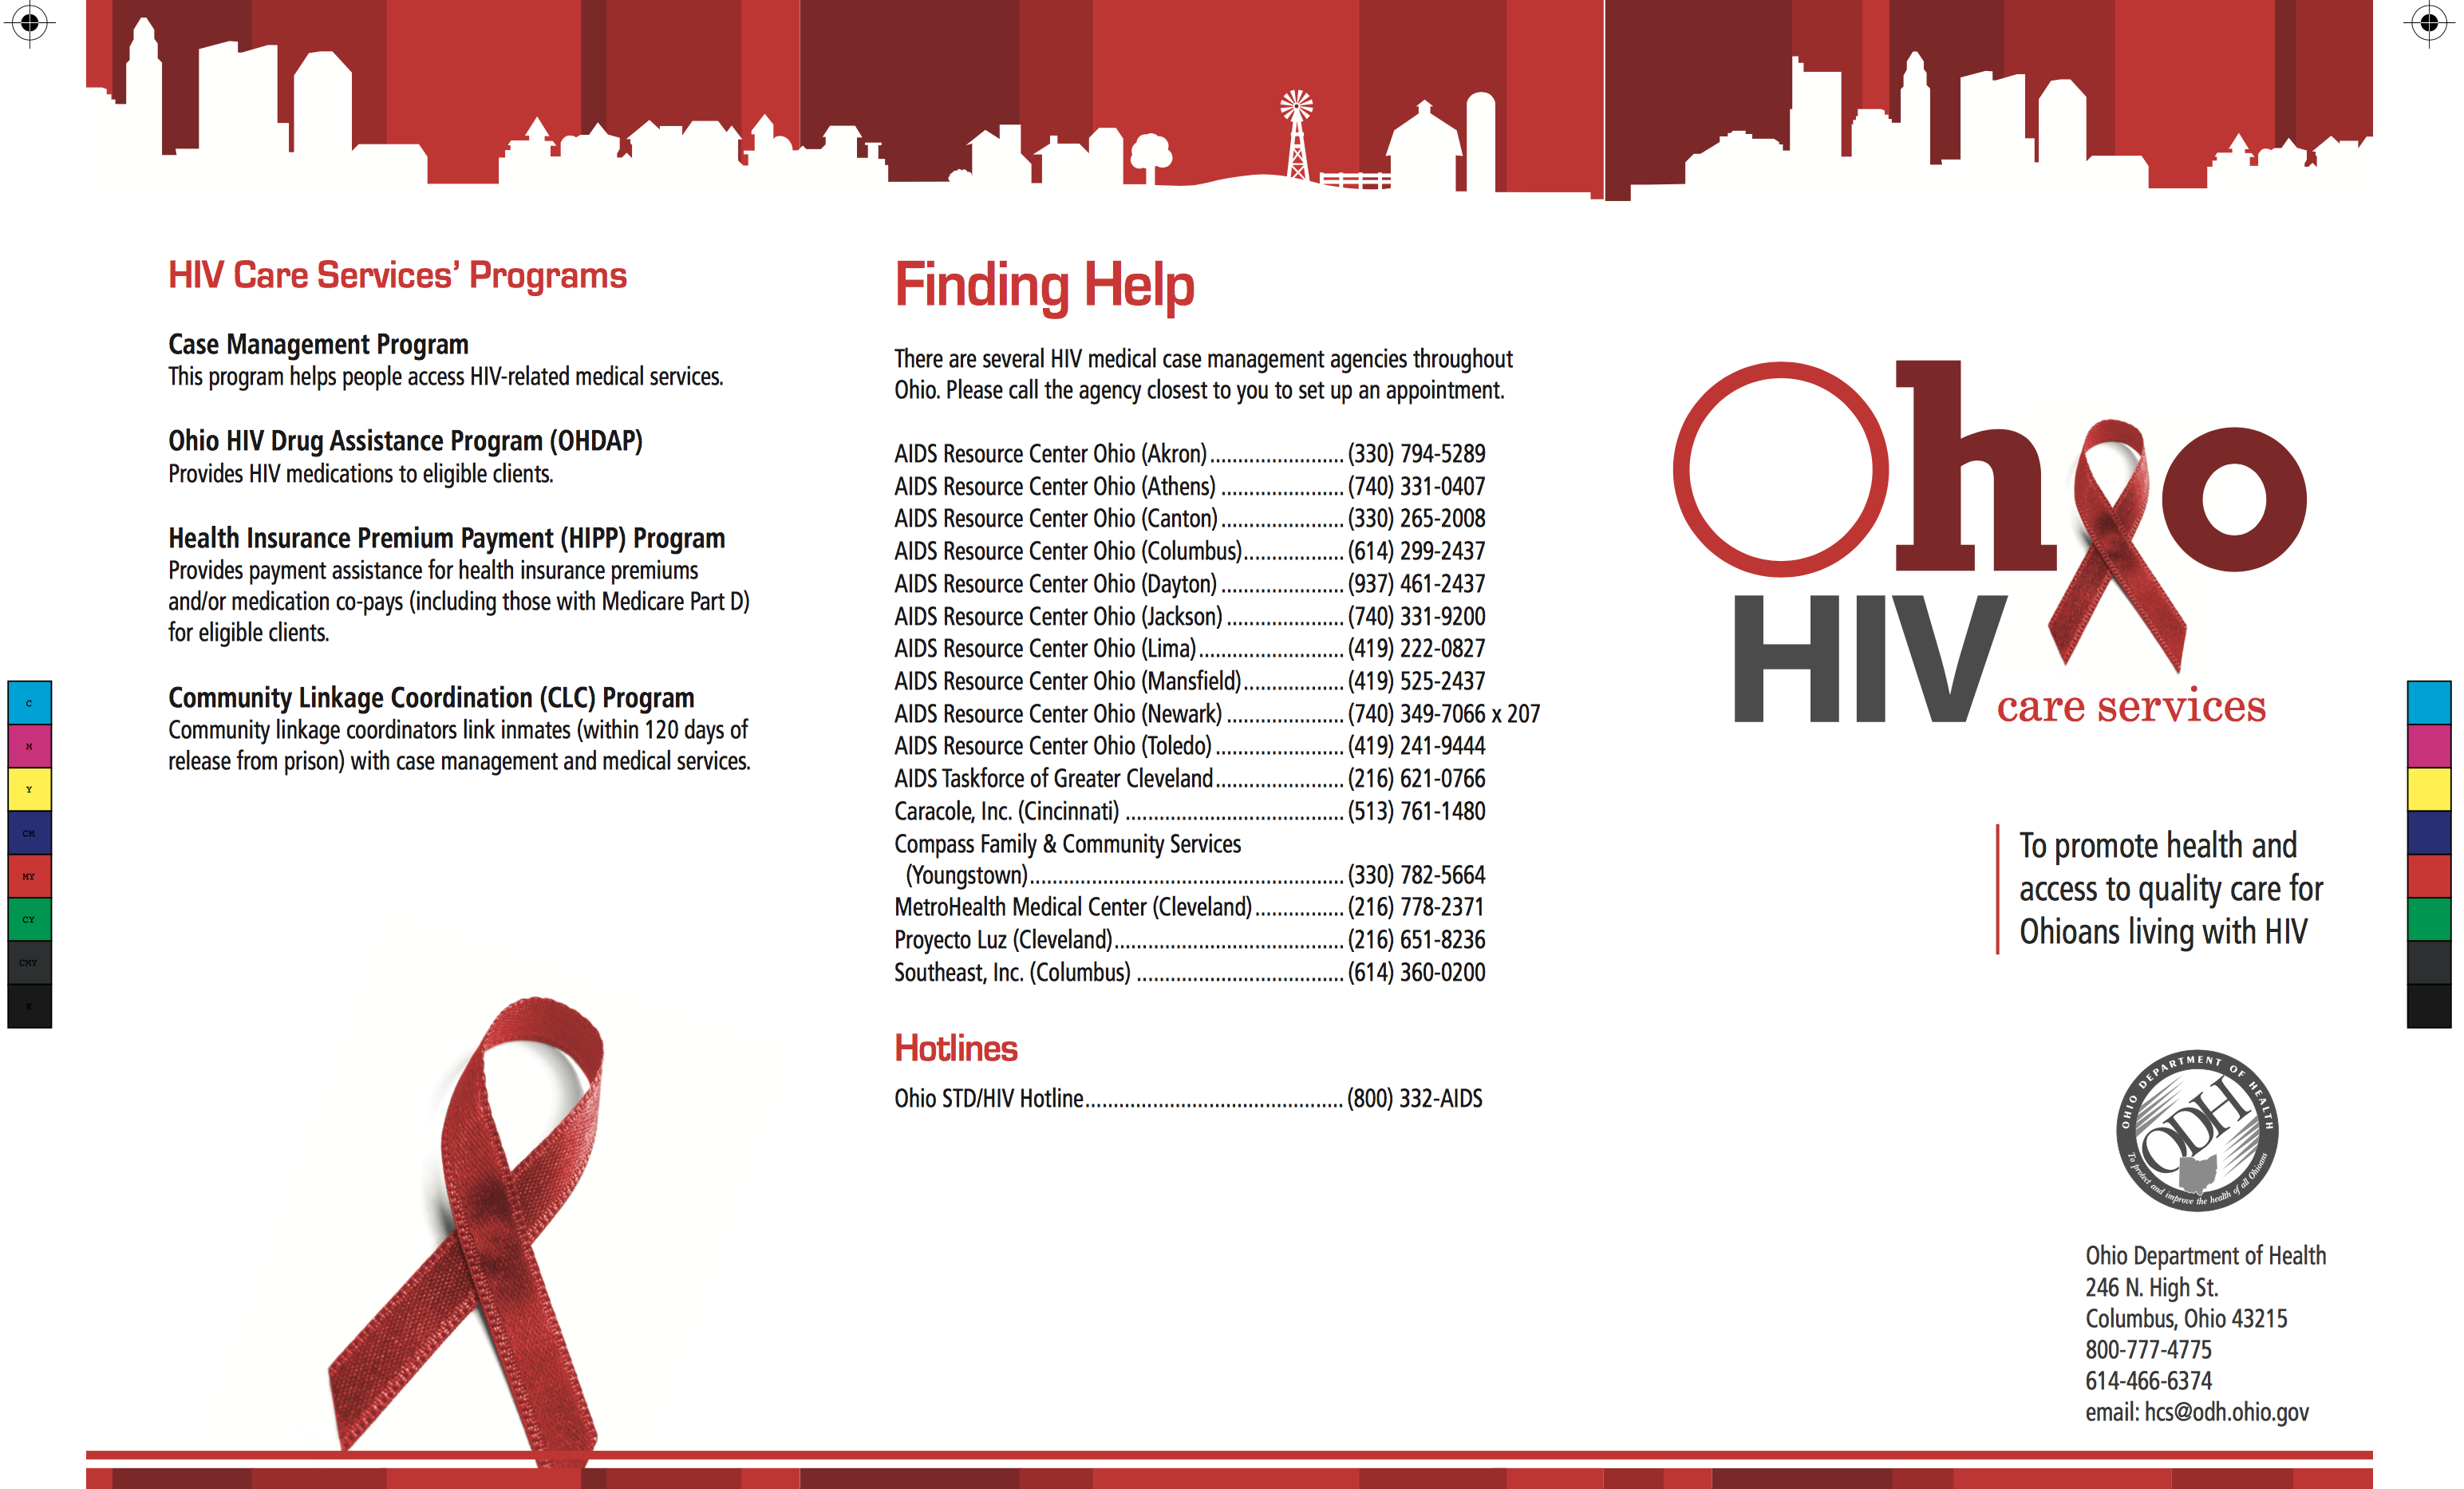 HIV Care Services’ Programs
Case Management Program
This program helps people access HIV-related medical services.
Ohio HIV Drug Assistance Program (OHDAP)
Provides HIV medications to eligible clients.
Health Insurance Premium Payment (HIPP) Program
Provides payment assistance for health insurance premiums
and/or medication co-pays (including those with Medicare Part D)
for eligible clients.
Community Linkage Coordination (CLC) Program
Community linkage coordinators link inmates (within 120 days of
release from prison) with case management and medical services.
C
M
Y
CM
MY
CY
CMY
K
Finding Help
There are several HIV medical case management agencies throughout
Ohio. Please call the agency closest to you to set up an appointment.
AIDS Resource Center Ohio (Akron)........................ (330) 794-5289
AIDS Resource Center Ohio (Athens) ...................... (740) 331-0407
AIDS Resource Center Ohio (Canton)...................... (330) 265-2008
AIDS Resource Center Ohio (Columbus).................. (614) 299-2437
AIDS Resource Center Ohio (Dayton) ...................... (937) 461-2437
AIDS Resource Center Ohio (Jackson) ..................... (740) 331-9200
AIDS Resource Center Ohio (Lima).......................... (419) 222-0827
AIDS Resource Center Ohio (Mansfield).................. (419) 525-2437
AIDS Resource Center Ohio (Newark) ..................... (740) 349-7066 x 207
AIDS Resource Center Ohio (Toledo) ....................... (419) 241-9444
AIDS Taskforce of Greater Cleveland....................... (216) 621-0766
Caracole, Inc. (Cincinnati) ....................................... (513) 761-1480
Compass Family & Community Services
(Youngstown)........................................................ (330) 782-5664
MetroHealth Medical Center (Cleveland)................ (216) 778-2371
Proyecto Luz (Cleveland)......................................... (216) 651-8236
Southeast, Inc. (Columbus) ..................................... (614) 360-0200
Hotlines
Ohio STD/HIV Hotline.............................................. (800) 332-AIDS
Ohio
HIV care services
To promote health and
access to quality care for
Ohioans living with HIV
OHIO DEPARTMENT OF HEALTH
ODH
To protect and improve the health of all Ohioans
Ohio Department of Health
246 N. High St.
Columbus, Ohio 43215
800-777-4775
614-466-6374
email: hcs@odh.ohio.gov